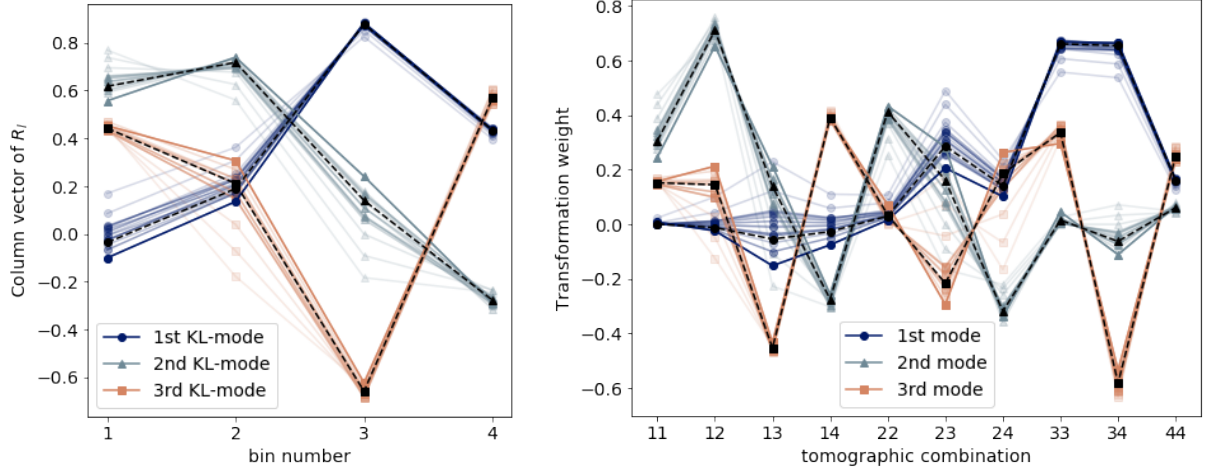 Column vector of R_l
0.8
0.6
0.4
0.2
0.0
−0.2
−0.4
−0.6
1st KL-mode
2nd KL-mode
3rd KL-mode
1 2 3 4
bin number
Transformation weight
0.8
0.6
0.4
0.2
0.0
−0.2
−0.4
−0.6
1st mode
2nd mode
3rd mode
11 12 13 14 22 23 24 33 34 44
tomographic combination